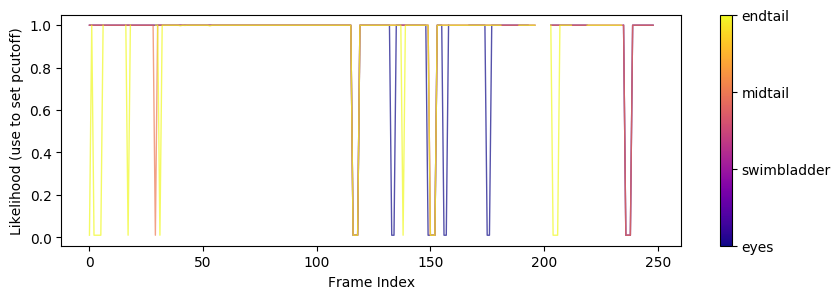 Likelihood (use to set pcutoff)
1.0
0.8
0.6
0.4
0.2
0.0
0
50
100
150
200
250
Frame Index
endtail
midtail
swimbladder
eyes